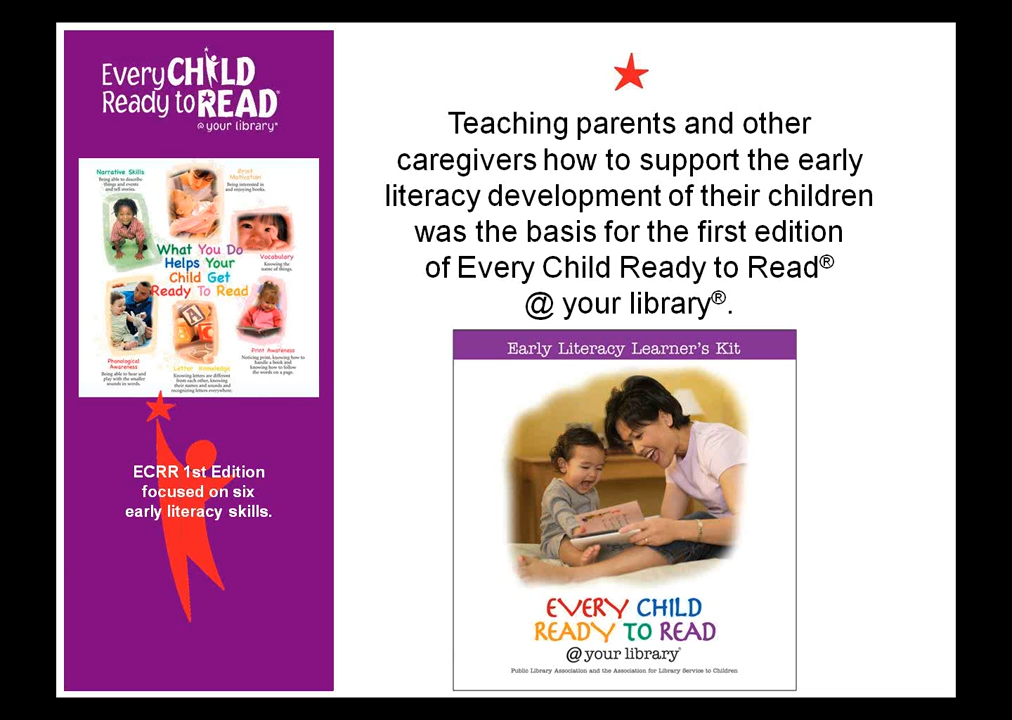 Every CHILD
Ready to READ®
@ your library®
Narrative Skills
Being able to describe
things and events
and tell stories.
Print
Motivation
Being interested in
and enjoying books.
What You Do
Helps Your
Child Get
Ready To Read
Vocabulary
Knowing the
names of things.
Phonological
Awareness
Being able to hear and
play with the smaller
sounds in words.
Letter Knowledge
Knowing letters are different
from each other, knowing
their names and sounds and
recognizing letters everywhere.
Print Awareness
Noticing print, knowing how to
handle a book and
knowing how to follow
the words on a page.
A
ECRR 1st Edition
focused on six
early literacy skills.
Teaching parents and other
caregivers how to support the early
literacy development of their children
was the basis for the first edition
of Every Child Ready to Read®
@ your library®.
Early Literacy Learner's Kit
EVERY CHILD
READY TO READ
@ your library®
Public Library Association and the Association for Library Service to Children